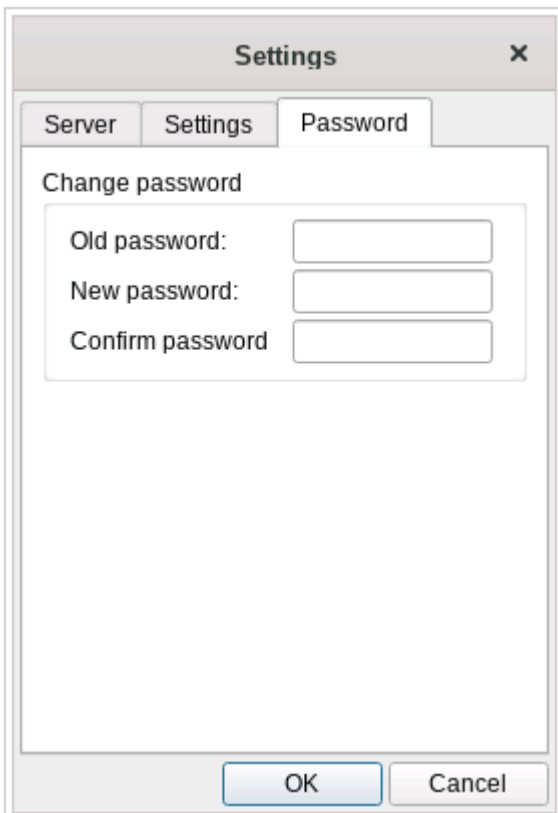 Settings ×
Server Settings Password
Change password
Old password:
New password:
Confirm password
OK Cancel